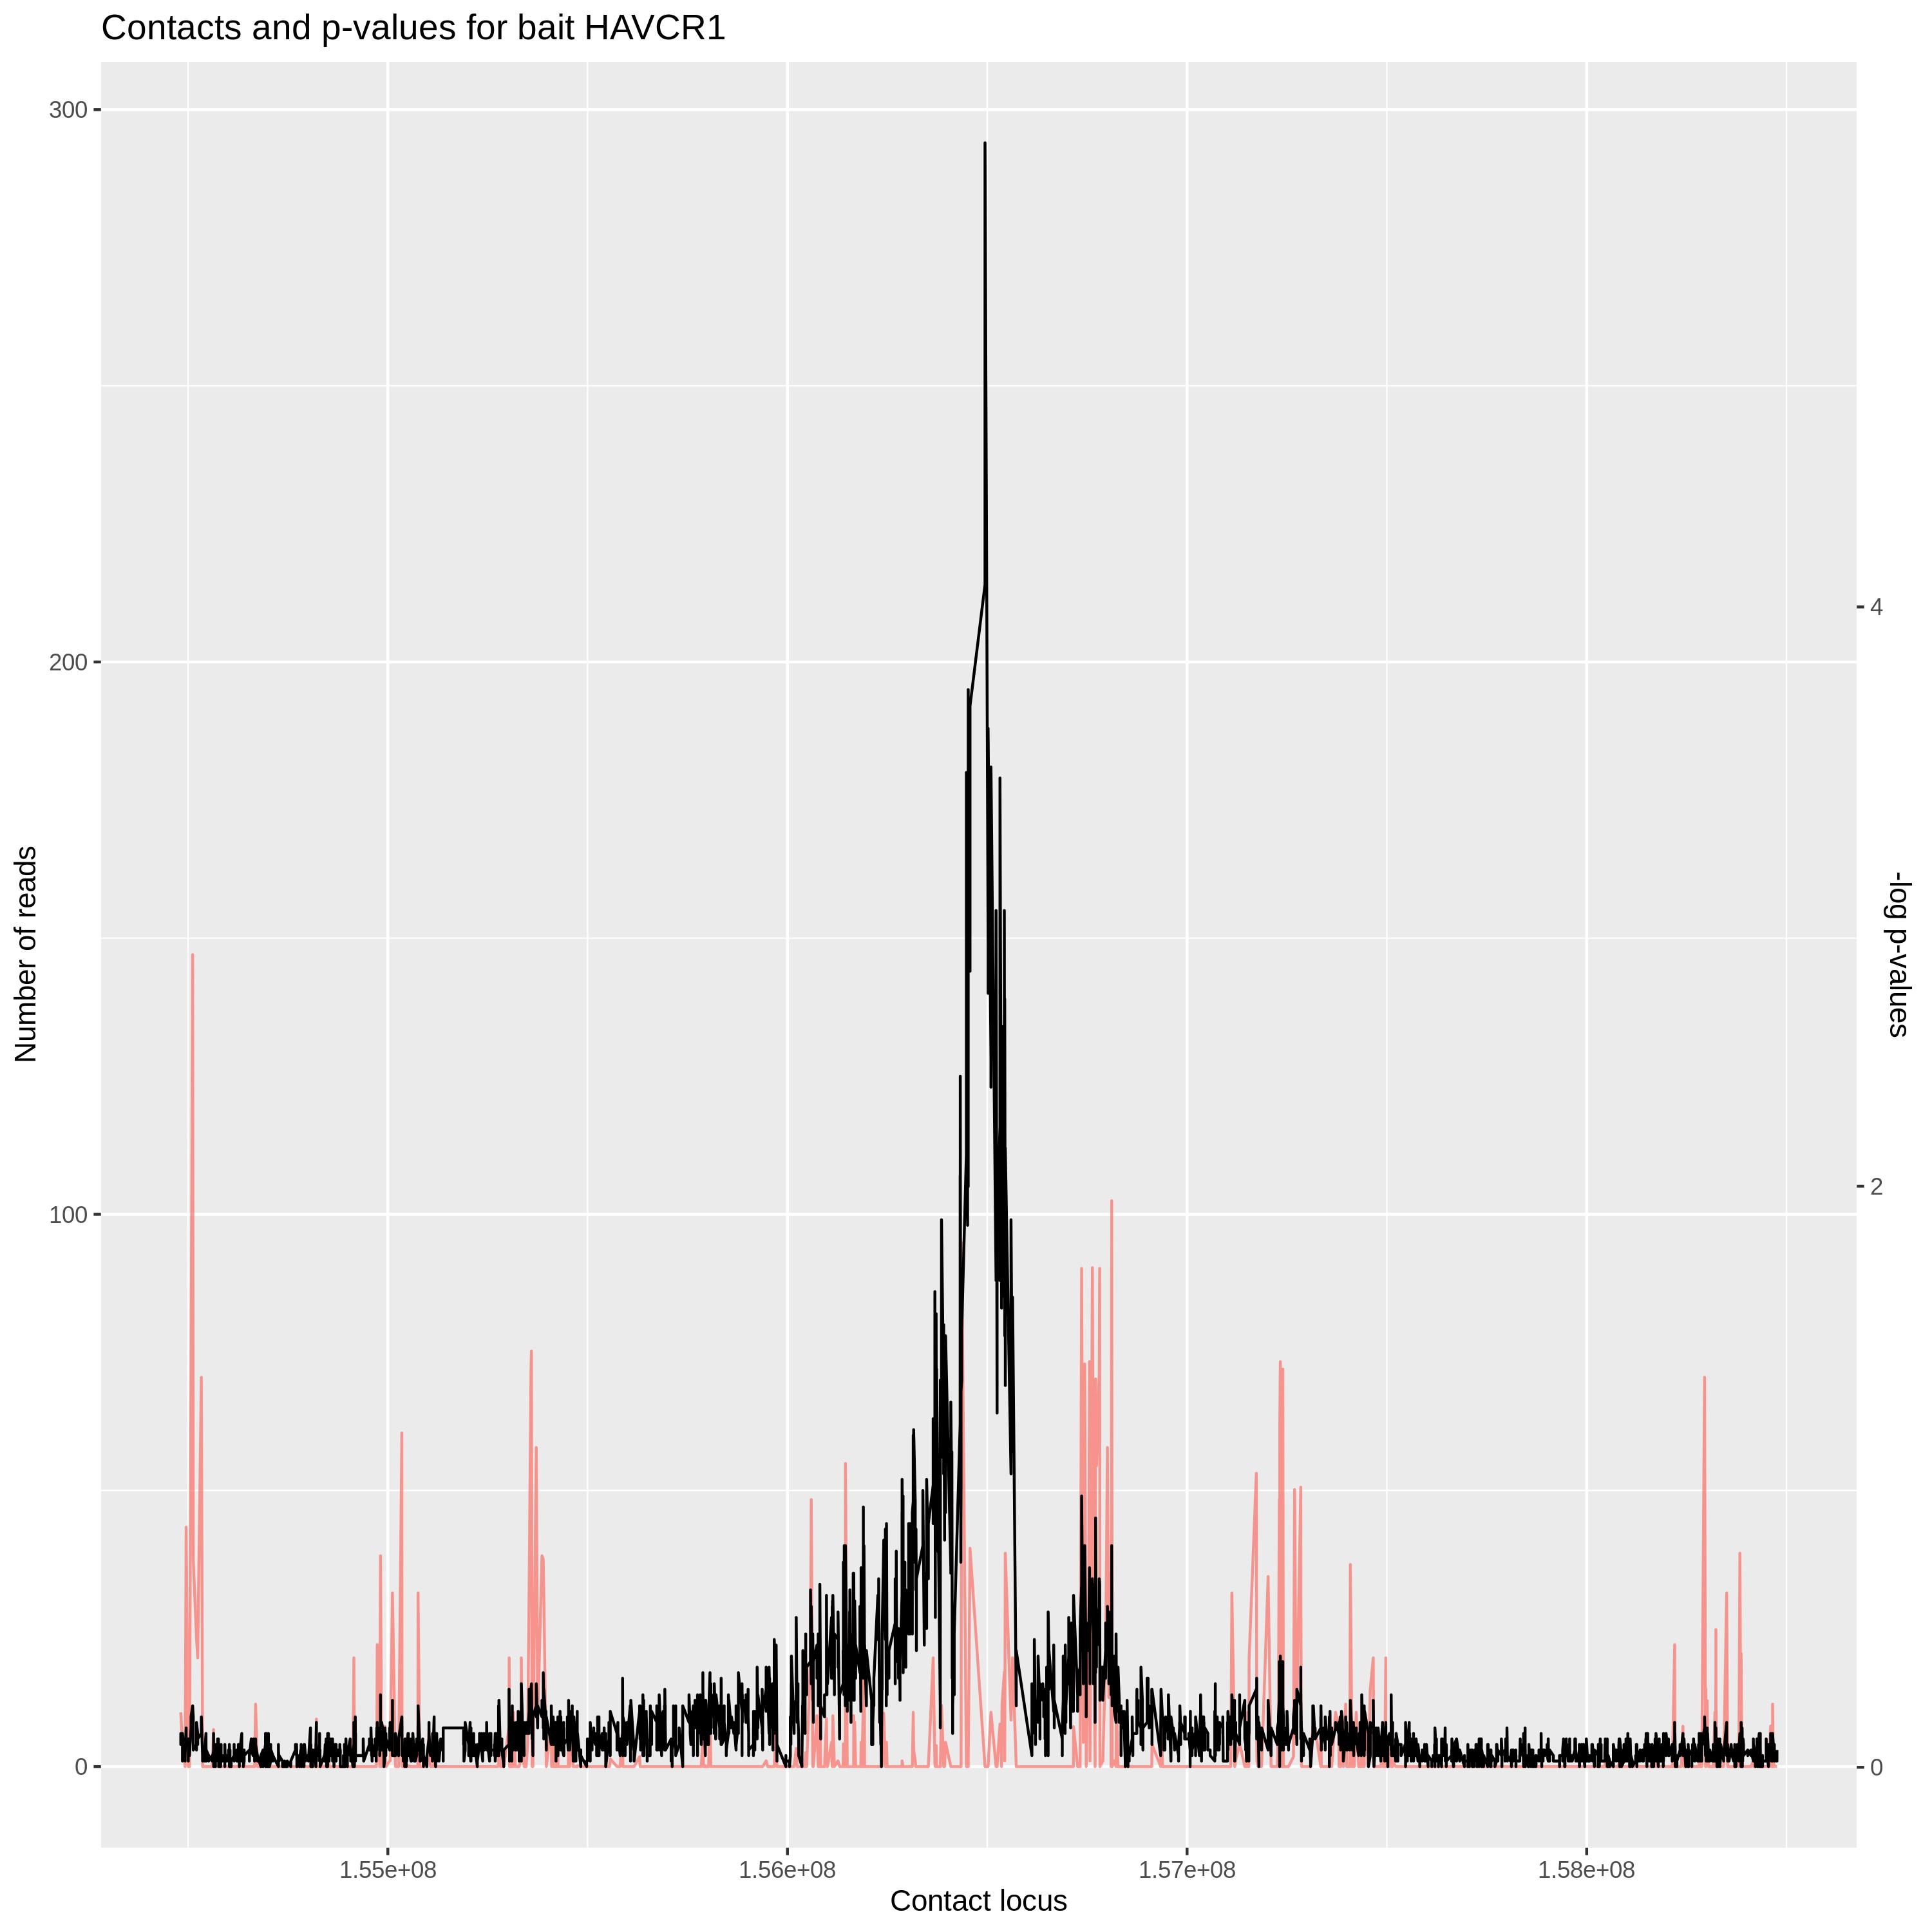 Contacts and p-values for bait HAVCR1
300
200
100
0
Number of reads
4
2
0
-log p-values
1.55e+08
1.56e+08
1.57e+08
1.58e+08
Contact locus